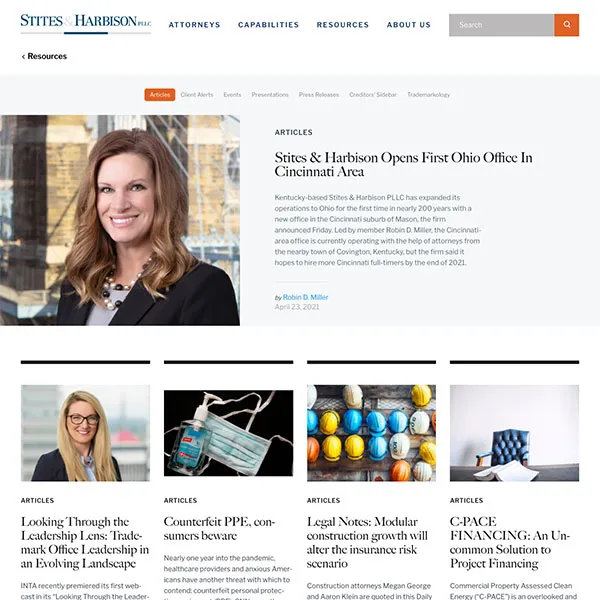 STITES & HARBISON PLLC
ATTORNEYS CAPABILITIES RESOURCES ABOUT US Search
‹ Resources
Articles Client Alerts Events Presentations Press Releases Creditors' Sidebar Trademarkology
ARTICLES
Stites & Harbison Opens First Ohio Office In
Cincinnati Area
Kentucky-based Stites & Harbison PLLC has expanded its
operations to Ohio for the first time in nearly 200 years with a
new office in the Cincinnati suburb of Mason, the firm
announced Friday. Led by member Robin D. Miller, the Cincinnati-
area office is currently operating with the help of attorneys from
the nearby town of Covington, Kentucky, but the firm said it
hopes to hire more Cincinnati full-timers by the end of 2021.
by Robin D. Miller
April 23, 2021
ARTICLES
Looking Through the
Leadership Lens: Trade-
mark Office Leadership in
an Evolving Landscape
INTA recently premiered its first web-
cast in its "Looking Through the Leader-
ARTICLES
Counterfeit PPE, con-
sumers beware
Nearly one year into the pandemic,
healthcare providers and anxious Amer-
icans have another threat with which to
contend: counterfeit personal protec-
ARTICLES
Legal Notes: Modular
construction growth will
alter the insurance risk
scenario
Construction attorneys Megan George
and Aaron Klein are quoted in this Daily
ARTICLES
C-PACE
FINANCING: An Un-
common Solution to
Project Financing
Commercial Property Assessed Clean
Energy ("C-PACE") is an overlooked and